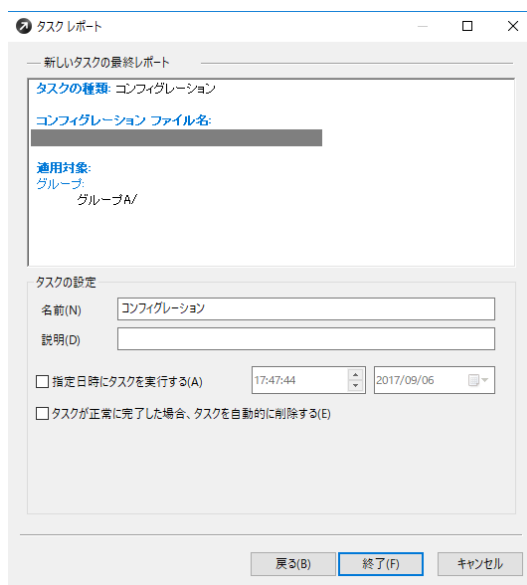 タスク レポート
新しいタスクの最終レポート
タスクの種類: コンフィグレーション
コンフィグレーション ファイル名:
適用対象:
グループ:
グループA/
タスクの設定
名前(N) コンフィグレーション
説明(D)
指定日時にタスクを実行する(A) 17:47:44 2017/09/06
タスクが正常に完了した場合、タスクを自動的に削除する(E)
戻る(B) 終了(F) キャンセル